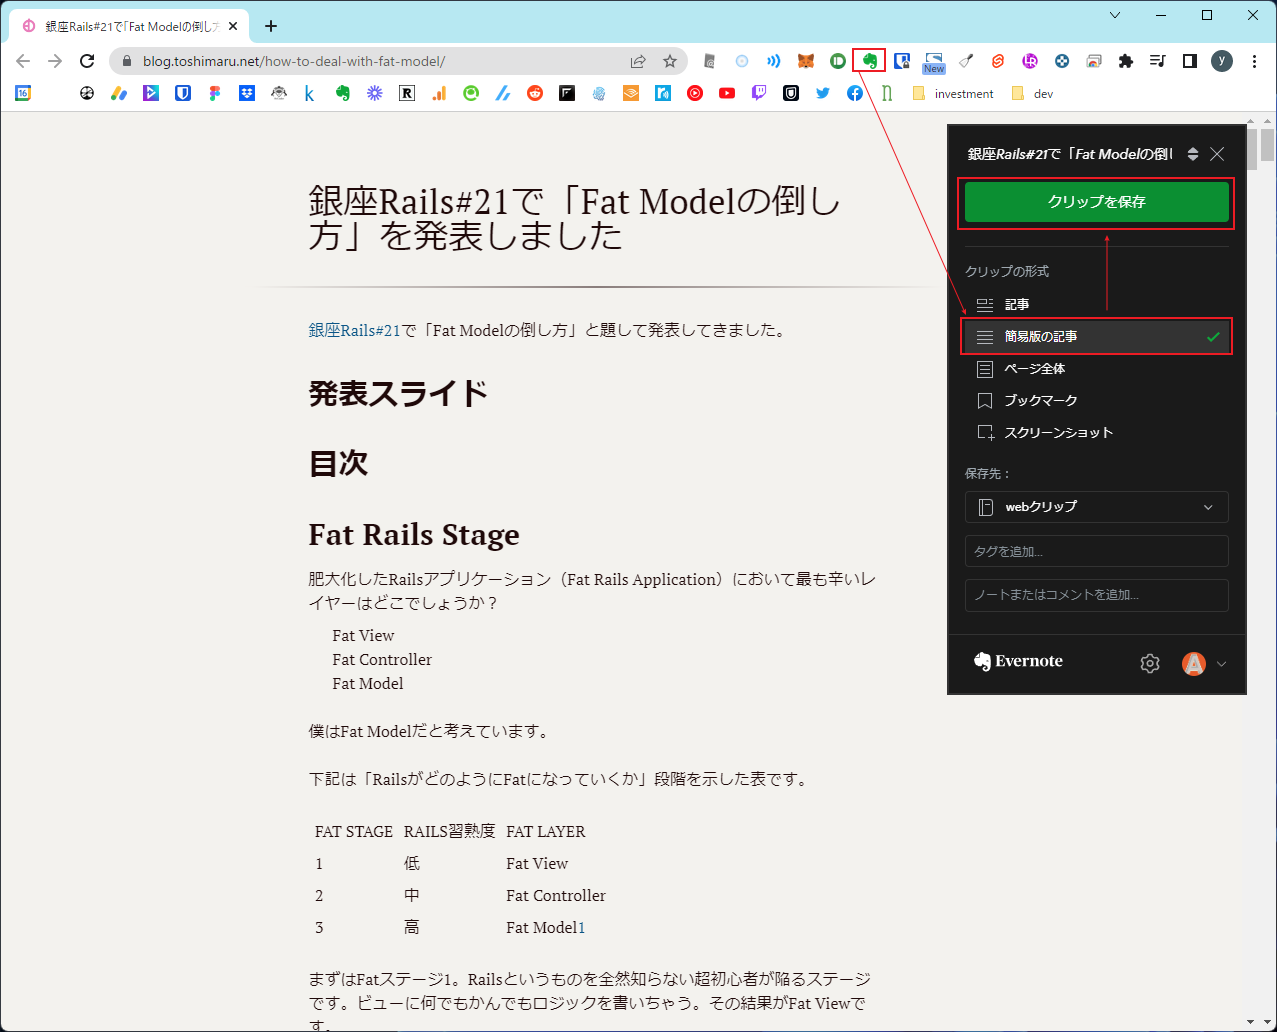 銀座Rails#21で「Fat Modelの倒し方
blog.toshimaru.net/how-to-deal-with-fat-model/
New
y
16
investment
dev
銀座Rails#21で「Fat Modelの倒し方」を発表しました
銀座Rails#21で「Fat Modelの倒し方」と題して発表してきました。
発表スライド
目次
Fat Rails Stage
肥大化したRailsアプリケーション（Fat Rails Application）において最も辛いレ
イヤーはどこでしょうか？
Fat View
Fat Controller
Fat Model
僕はFat Modelだと考えています。
下記は「RailsがどのようにFatになっていくか」段階を示した表です。
FAT STAGE RAILS習熟度 FAT LAYER
1 低 Fat View
2 中 Fat Controller
3 高 Fat Model1
まずはFatステージ1。Railsというものを全然知らない超初心者が陥るステージ
です。ビューに何でもかんでもロジックを書いちゃう。その結果がFat Viewで
す。
銀座Rails#21で「Fat Modelの倒し
クリップを保存
クリップの形式
記事
簡易版の記事
ページ全体
ブックマーク
スクリーンショット
保存先：
webクリップ
タグを追加...
ノートまたはコメントを追加...
Evernote
A